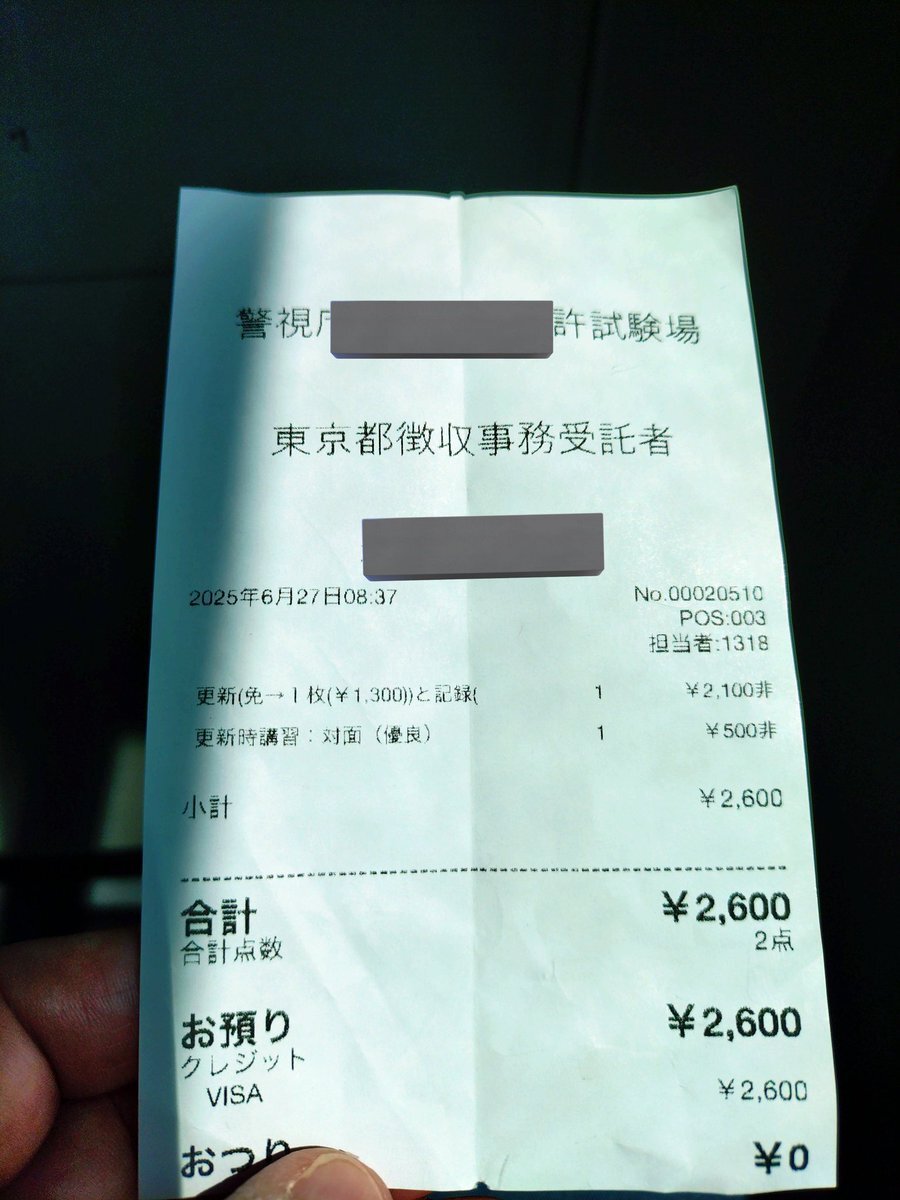 警視庁 許試験場
東京都徴収事務受託者
2025年6月27日08:37 No.00020510
POS:003
担当者:1318
更新(免→1枚(¥1,300))と記録( 1 ¥2,100非
更新時講習:対面(優良) 1 ¥500非
小計 ¥2,600
合計 ¥2,600
合計点数 2点
お預り ¥2,600
クレジット
VISA ¥2,600
おつり ¥0